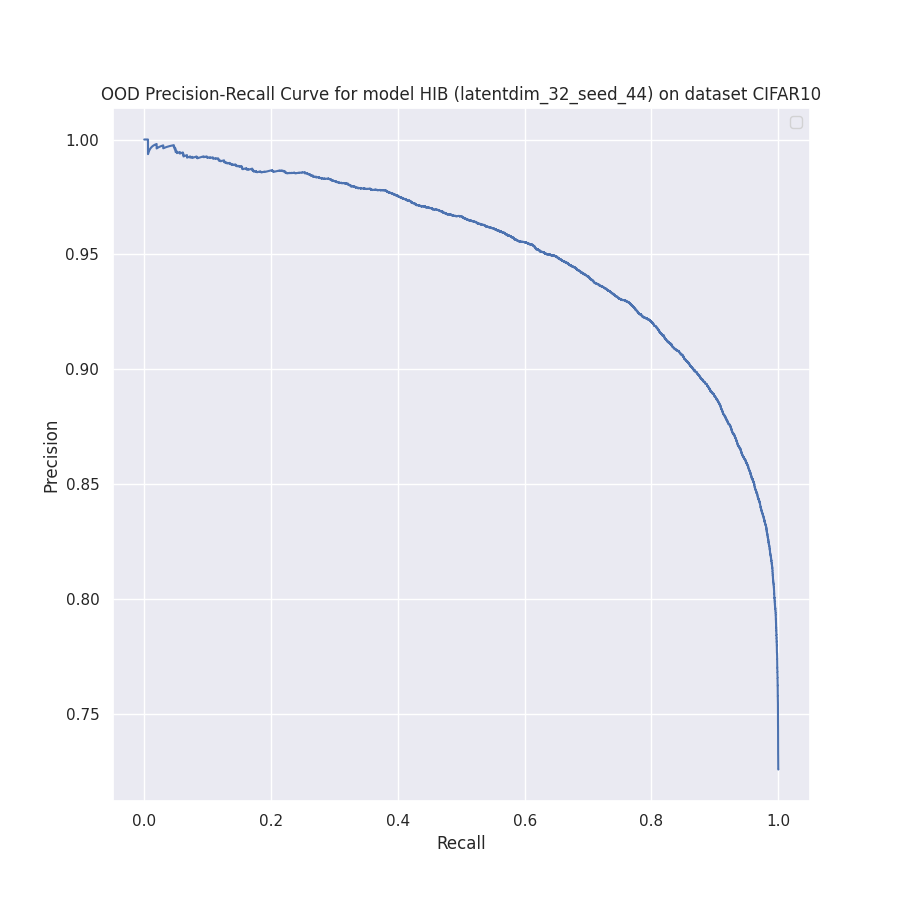 OOD Precision-Recall Curve for model HIB (latentdim_32_seed_44) on dataset CIFAR10
1.00
0.95
0.90
0.85
0.80
0.75
Precision
0.0 0.2 0.4 0.6 0.8 1.0
Recall